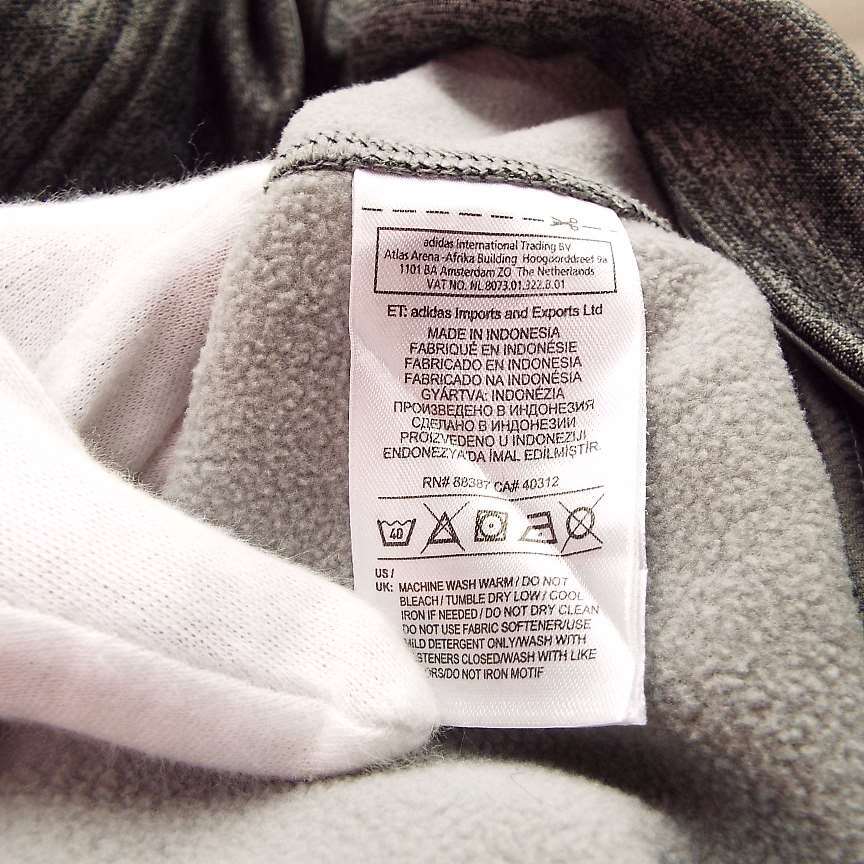 adidas International Trading BV
Atlas Arena-Afrika Building Hoogoorddreef 9a
1101 BA Amsterdam ZO The Netherlands
VAT NO. NL.8073.01.322.B.01
ET: adidas Imports and Exports Ltd
MADE IN INDONESIA
FABRIQUÉ EN INDONÉSIE
FABRICADO EN INDONESIA
FABRICADO NA INDONÉSIA
GYÁRTVA: INDONÉZIA
ПРОИЗВЕДЕНО В ИНДОНЕЗИЯ
СДЕЛАНО В ИНДОНЕЗИИ
PROIZVEDENO U INDONEZIJI
ENDONEZYA'DA İMAL EDİLMİŞTİR.
RN# 88387 CA# 40312
40
US /
UK: MACHINE WASH WARM / DO NOT
BLEACH / TUMBLE DRY LOW / COOL
IRON IF NEEDED / DO NOT DRY CLEAN
DO NOT USE FABRIC SOFTENER/USE
MILD DETERGENT ONLY/WASH WITH
CLOSED/WASH WITH LIKE
/DO NOT IRON MOTIF